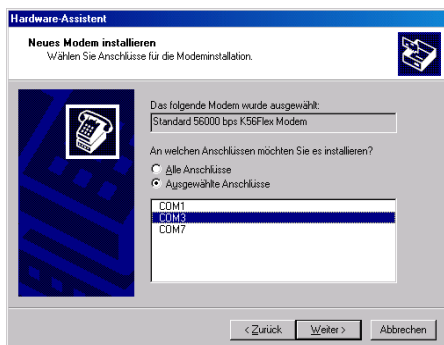 Hardware-Assistent
Neues Modem installieren
Wählen Sie Anschlüsse für die Modeminstallation.
Das folgende Modem wurde ausgewählt:
Standard 56000 bps K56Flex Modem
An welchen Anschlüssen möchten Sie es installieren?
Alle Anschlüsse
Ausgewählte Anschlüsse
COM1
COM3
COM7
< Zurück Weiter > Abbrechen